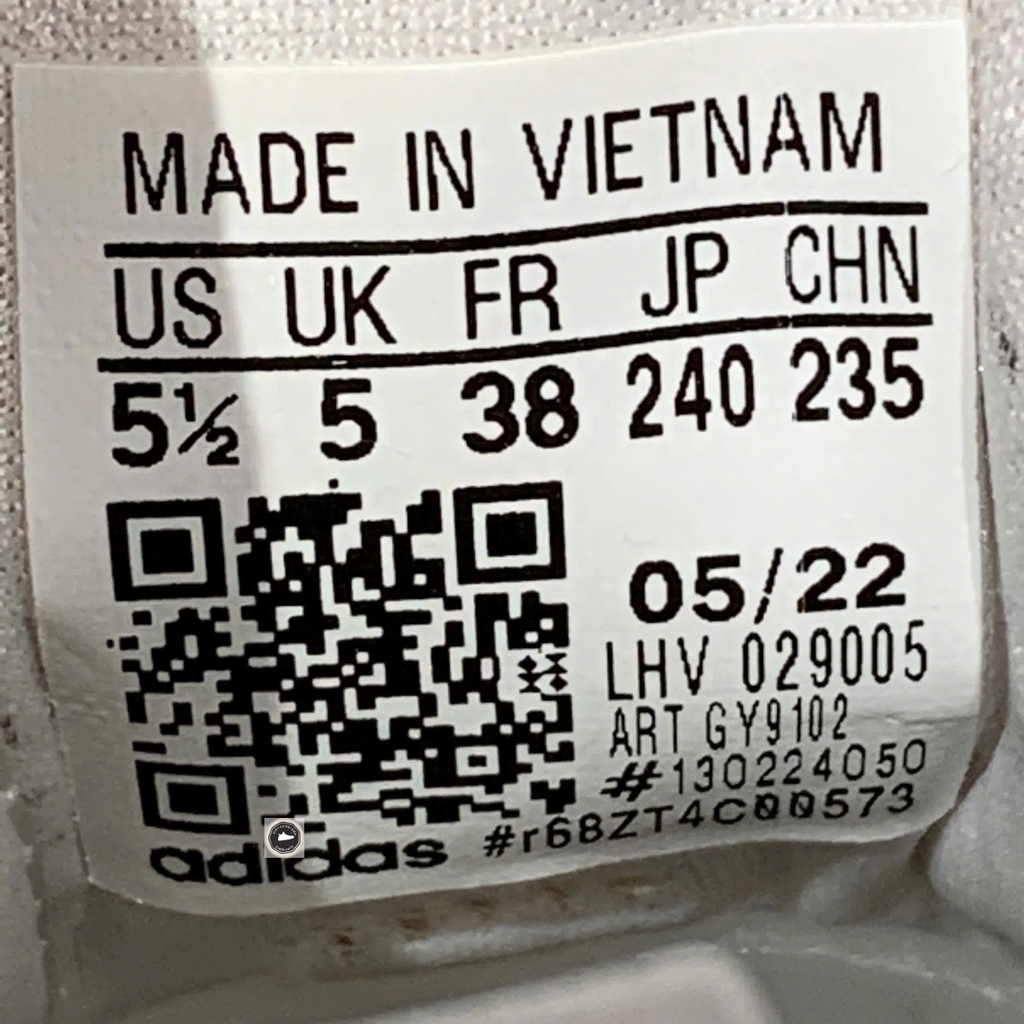 MADE IN VIETNAM
US UK FR JP CHN
5½ 5 38 240 235
05/22
LHV 029005
ART GY9102
#130224050
#r68ZT4C00573
adidas